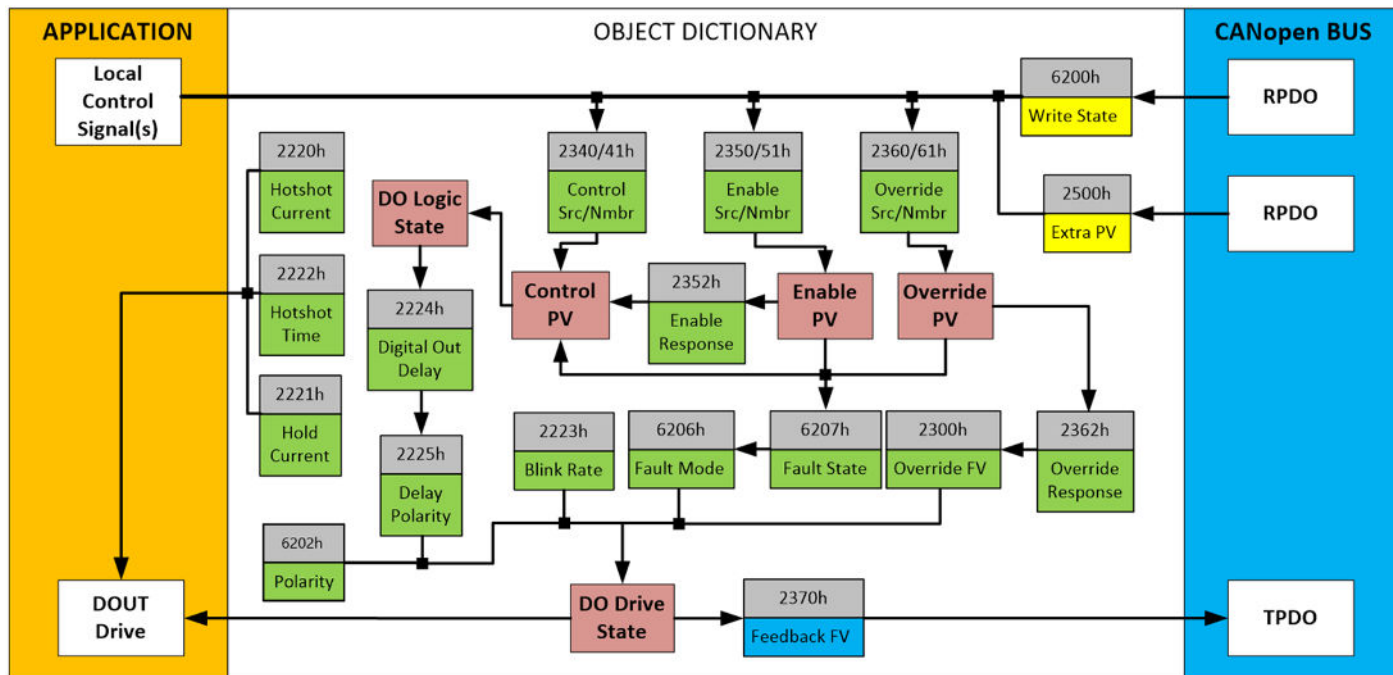 APPLICATION
OBJECT DICTIONARY
CANopen BUS
Local
Control
Signal(s)
6200h
Write State
RPDO
2220h
Hotshot
Current
DO Logic
State
2340/41h
Control
Src/Nmbr
2350/51h
Enable
Src/Nmbr
2360/61h
Override
Src/Nmbr
2500h
Extra PV
RPDO
2222h
Hotshot
Time
2224h
Digital Out
Delay
Control
PV
2352h
Enable
Response
Enable
PV
Override
PV
2221h
Hold
Current
2225h
Delay
Polarity
2223h
Blink Rate
6206h
Fault Mode
6207h
Fault State
2300h
Override FV
2362h
Override
Response
6202h
Polarity
DOUT
Drive
DO Drive
State
2370h
Feedback FV
TPDO